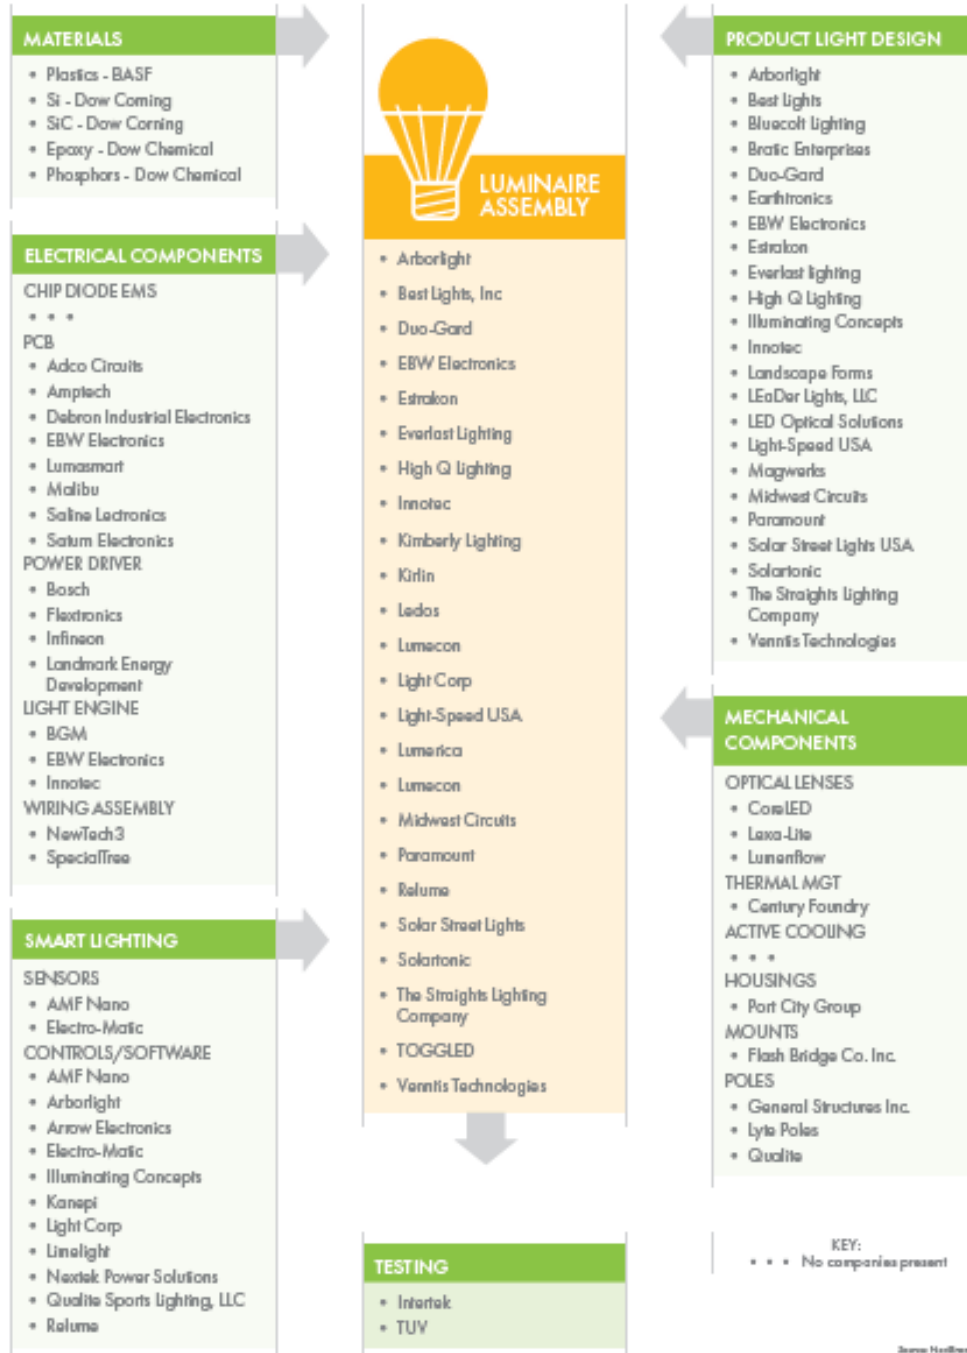 MATERIALS
• Plastics - BASF
• Si - Dow Corning
• SiC - Dow Corning
• Epoxy - Dow Chemical
• Phosphors - Dow Chemical
ELECTRICAL COMPONENTS
CHIP DIODE EMS
• • •
PCB
• Adco Circuits
• Amptech
• Debron Industrial Electronics
• EBW Electronics
• Lumasmart
• Malibu
• Saline Lectronics
• Saturn Electronics
POWER DRIVER
• Bosch
• Flextronics
• Infineon
• Landmark Energy
Development
LIGHT ENGINE
• BGM
• EBW Electronics
• Innotec
WIRING ASSEMBLY
• NewTech3
• SpecialTree
SMART LIGHTING
SENSORS
• AMF Nano
• Electro-Matic
CONTROLS/SOFTWARE
• AMF Nano
• Arborlight
• Arrow Electronics
• Electro-Matic
• Illuminating Concepts
• Kanepi
• Light Corp
• Limelight
• Nextek Power Solutions
• Qualite Sports Lighting, LLC
• Relume
LUMINAIRE
ASSEMBLY
• Arborlight
• Best Lights, Inc
• Duo-Gard
• EBW Electronics
• Estrakon
• Everlast Lighting
• High Q Lighting
• Innotec
• Kimberly Lighting
• Kirlin
• Ledos
• Lumecon
• Light Corp
• Light-Speed USA
• Lumerica
• Lumecon
• Midwest Circuits
• Paramount
• Relume
• Solar Street Lights
• Solartonic
• The Straights Lighting
Company
• TOGGLED
• Venntis Technologies
TESTING
• Intertek
• TUV
PRODUCT LIGHT DESIGN
• Arborlight
• Best Lights
• Bluecolt Lighting
• Bratic Enterprises
• Duo-Gard
• Earthtronics
• EBW Electronics
• Estrakon
• Everlast lighting
• High Q Lighting
• Illuminating Concepts
• Innotec
• Landscape Forms
• LEaDer Lights, LLC
• LED Optical Solutions
• Light-Speed USA
• Magwerks
• Midwest Circuits
• Paramount
• Solar Street Lights USA
• Solartonic
• The Straights Lighting
Company
• Venntis Technologies
MECHANICAL
COMPONENTS
OPTICAL LENSES
• CoreLED
• Lexa-Lite
• Lumenflow
THERMAL MGT
• Century Foundry
ACTIVE COOLING
• • •
HOUSINGS
• Port City Group
MOUNTS
• Flash Bridge Co. Inc.
POLES
• General Structures Inc.
• Lyte Poles
• Qualite
KEY:
• • • No companies present
Source: